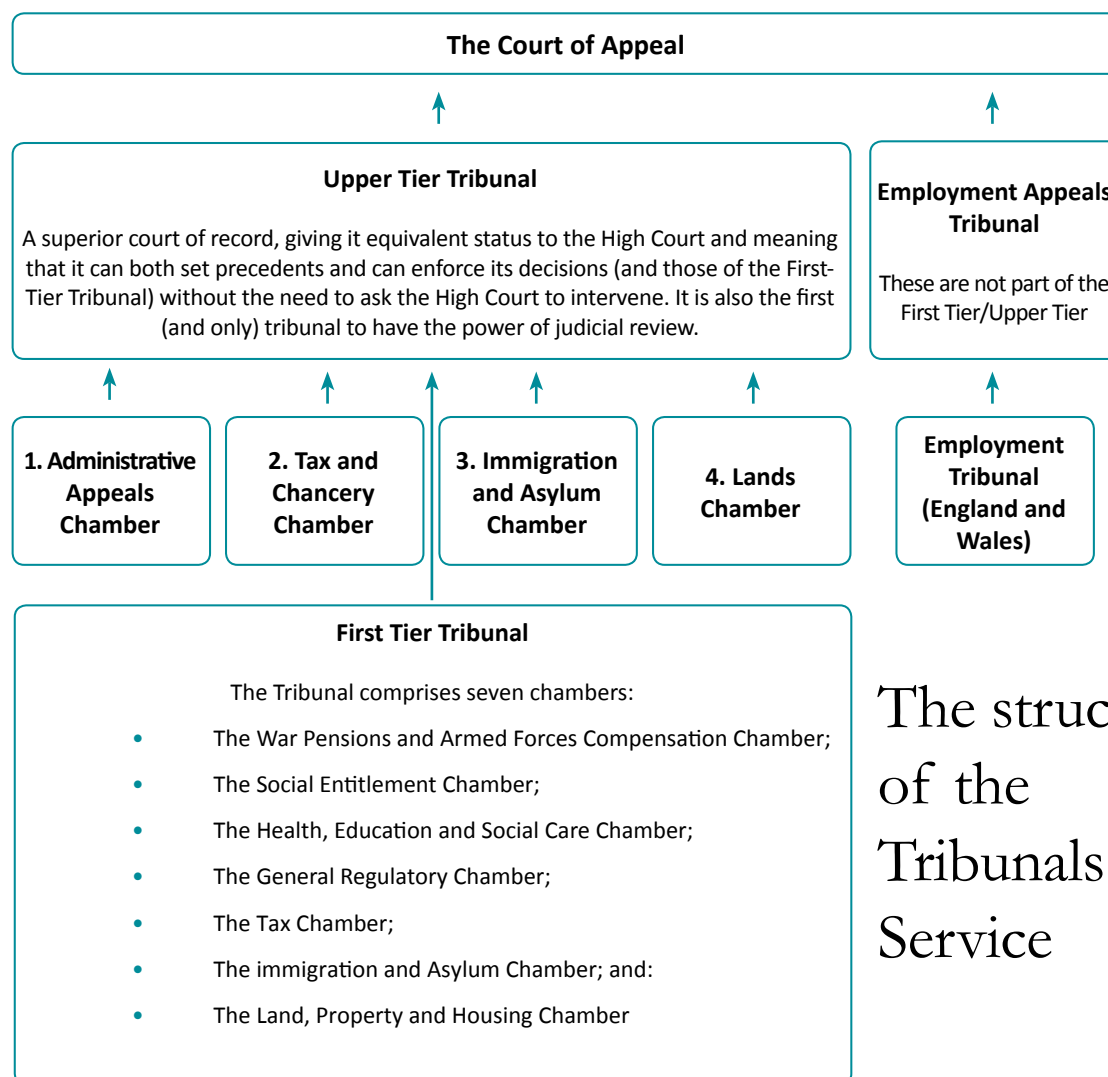 The Court of Appeal
Upper Tier Tribunal
A superior court of record, giving it equivalent status to the High Court and meaning
that it can both set precedents and can enforce its decisions (and those of the First-
Tier Tribunal) without the need to ask the High Court to intervene. It is also the first
(and only) tribunal to have the power of judicial review.
Employment Appeals
Tribunal
These are not part of the
First Tier/Upper Tier
1. Administrative
Appeals
Chamber
2. Tax and
Chancery
Chamber
3. Immigration
and Asylum
Chamber
4. Lands
Chamber
Employment
Tribunal
(England and
Wales)
First Tier Tribunal
The Tribunal comprises seven chambers:
• The War Pensions and Armed Forces Compensation Chamber;
• The Social Entitlement Chamber;
• The Health, Education and Social Care Chamber;
• The General Regulatory Chamber;
• The Tax Chamber;
• The immigration and Asylum Chamber; and:
• The Land, Property and Housing Chamber
The struc
of the
Tribunals
Service